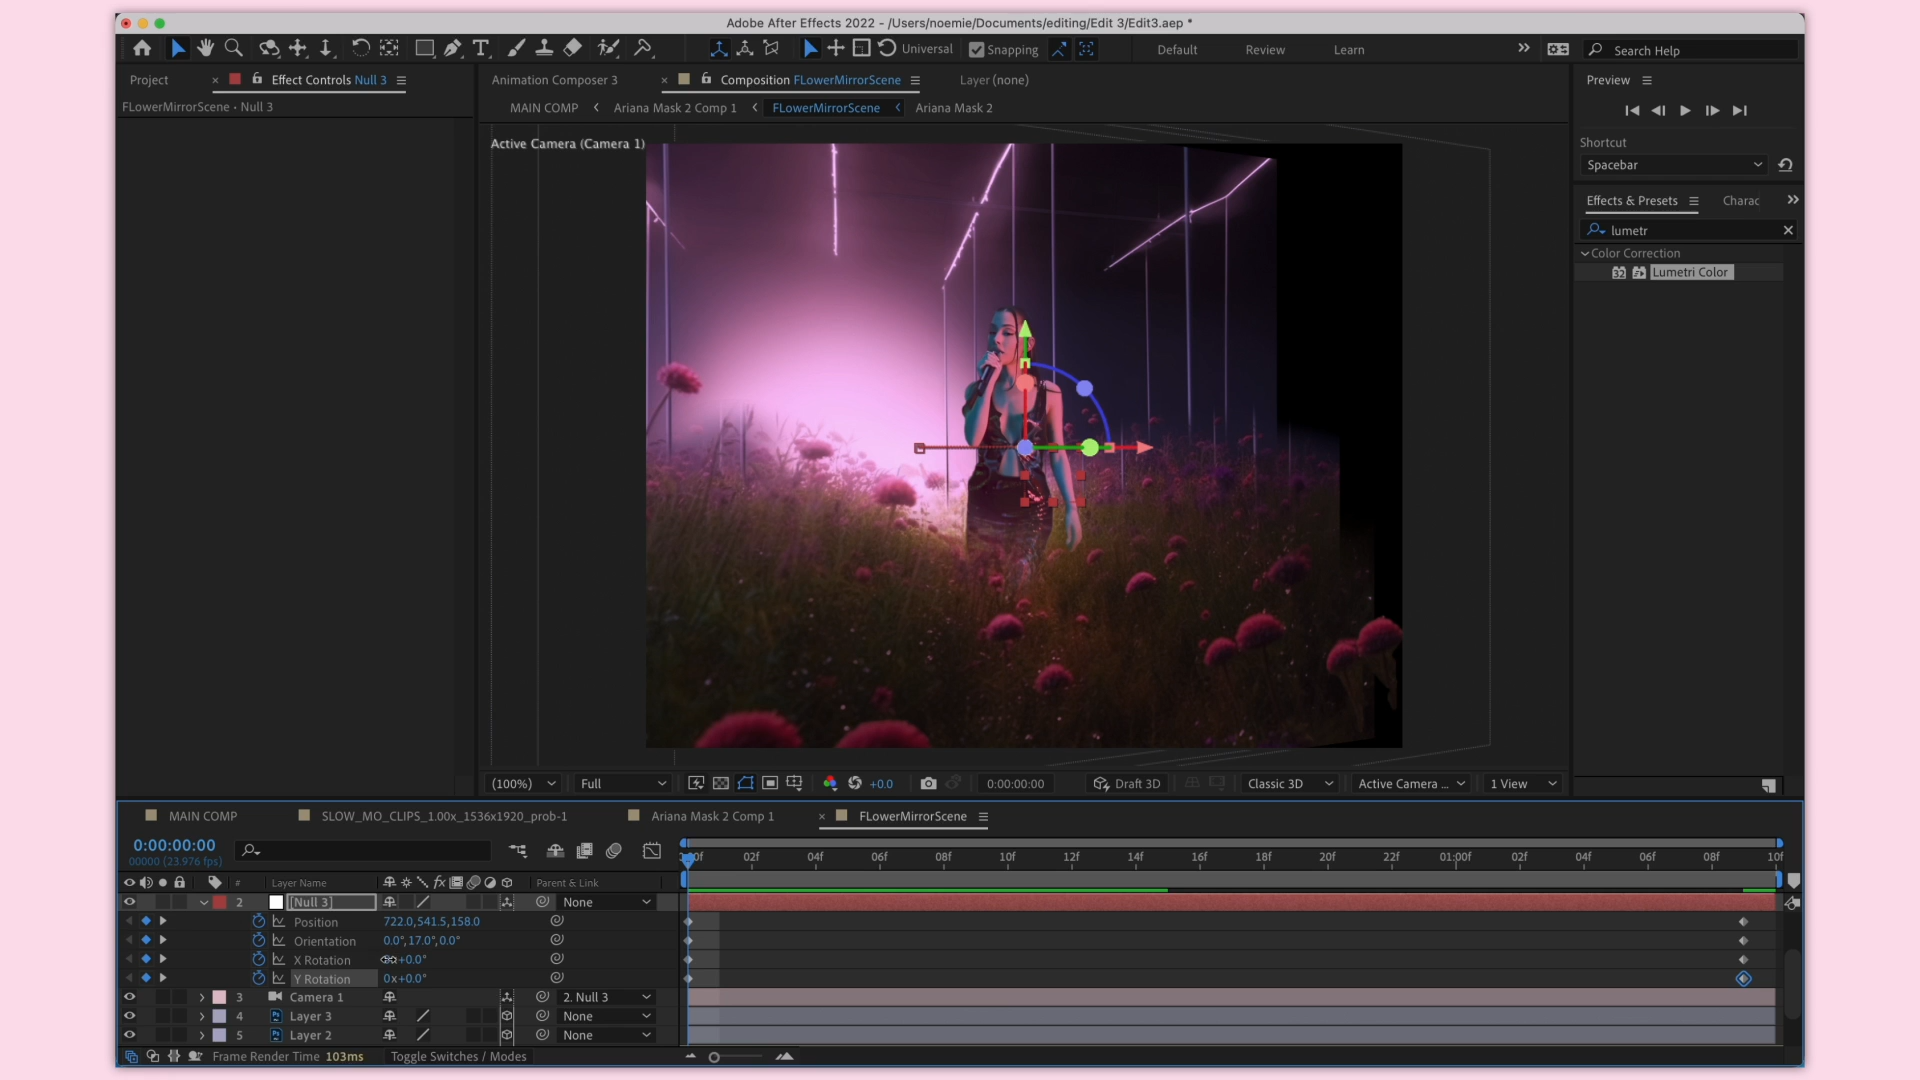 Adobe After Effects 2022 - /Users/noemie/Documents/editing/Edit 3/Edit3.aep *
Universal Snapping Default Review Learn Search Help
Project Effect Controls Null 3
FLowerMirrorScene • Null 3
Animation Composer 3 Composition FLowerMirrorScene Layer (none)
MAIN COMP Ariana Mask 2 Comp 1 FLowerMirrorScene Ariana Mask 2
Active Camera (Camera 1)
Preview
Shortcut
Spacebar
Effects & Presets Charac
lumetr
Color Correction
32 Lumetri Color
(100%) Full +0.0 0:00:00:00 Draft 3D Classic 3D Active Camera ... 1 View
MAIN COMP SLOW_MO_CLIPS_1.00x_1536x1920_prob-1 Ariana Mask 2 Comp 1 FLowerMirrorScene
0:00:00:00
00000 (23.976 fps)
02f 04f 06f 08f 10f 12f 14f 16f 18f 20f 22f 01:00f 02f 04f 06f 08f 10f
# Layer Name fx Parent & Link
2 [Null 3] None
Position 722.0,541.5,158.0
Orientation 0.0°,17.0°,0.0°
X Rotation +0.0°
Y Rotation 0x+0.0°
3 Camera 1 2. Null 3
4 Ps Layer 3 None
5 Ps Layer 2 None
Frame Render Time 103ms Toggle Switches / Modes